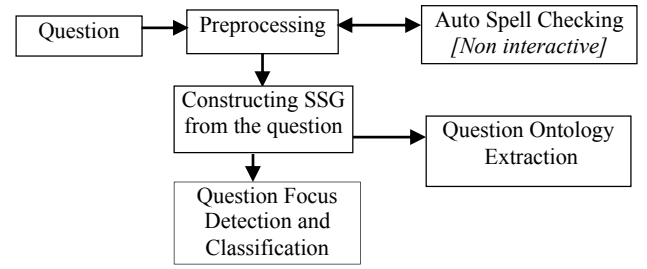 Question
Preprocessing
Auto Spell Checking
[Non interactive]
Constructing SSG
from the question
Question Ontology
Extraction
Question Focus
Detection and
Classification